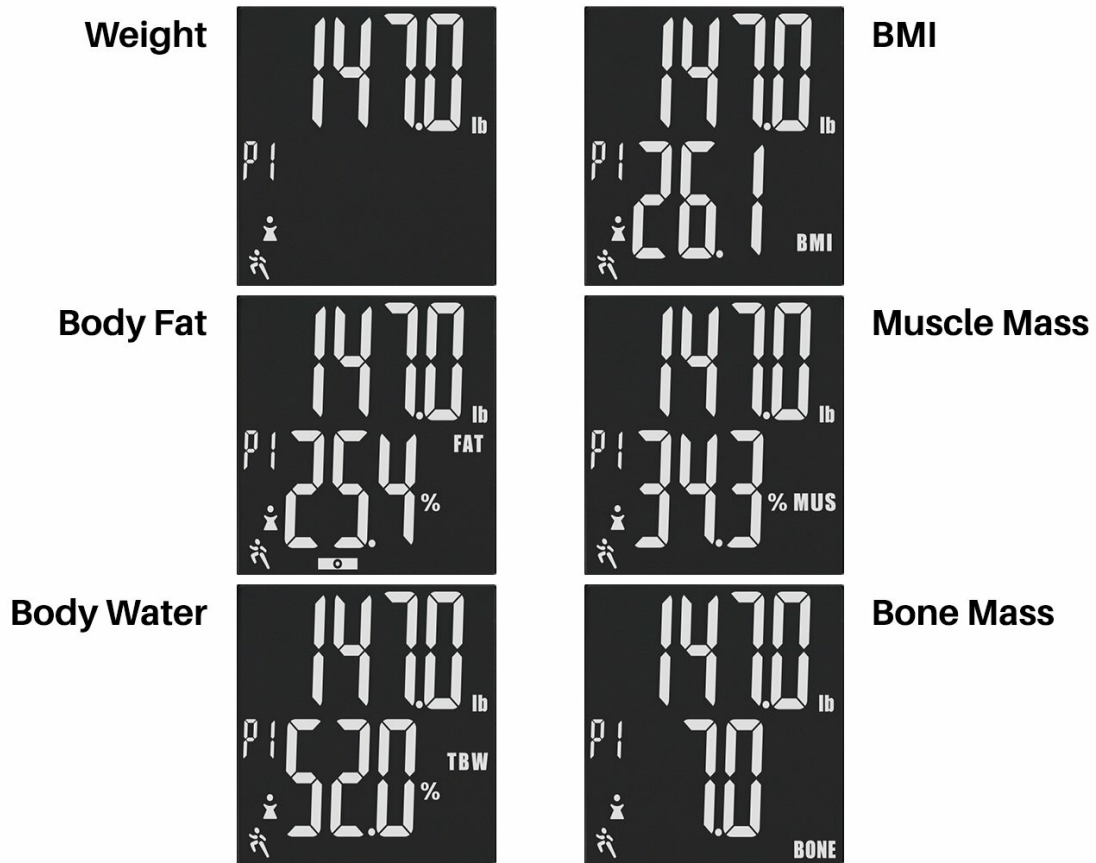 Weight
147.0 lb
P1
BMI
147.0 lb
P1 26.1 BMI
Body Fat
147.0 lb
P1 25.4 % FAT
Muscle Mass
147.0 lb
P1 34.3 % MUS
Body Water
147.0 lb
P1 52.0 % TBW
Bone Mass
147.0 lb
P1 7.0
BONE